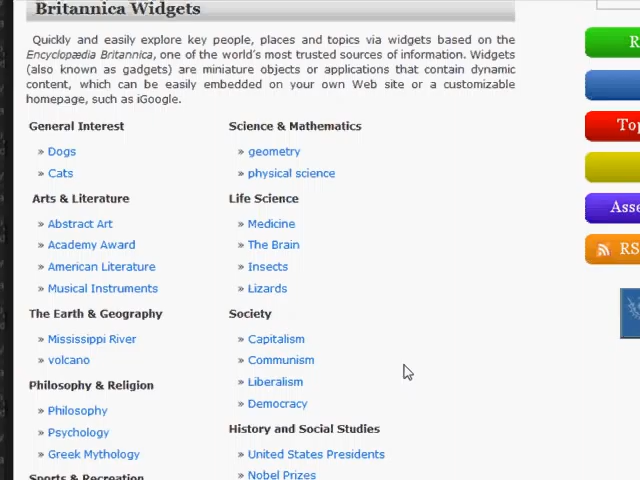 Britannica Widgets
Quickly and easily explore key people, places and topics via widgets based on the
Encyclopædia Britannica, one of the world's most trusted sources of information. Widgets
(also known as gadgets) are miniature objects or applications that contain dynamic
content, which can be easily embedded on your own Web site or a customizable
homepage, such as iGoogle.
General Interest
» Dogs
» Cats
Arts & Literature
» Abstract Art
» Academy Award
» American Literature
» Musical Instruments
The Earth & Geography
» Mississippi River
» volcano
Philosophy & Religion
» Philosophy
» Psychology
» Greek Mythology
Sports & Recreation
Science & Mathematics
» geometry
» physical science
Life Science
» Medicine
» The Brain
» Insects
» Lizards
Society
» Capitalism
» Communism
» Liberalism
» Democracy
History and Social Studies
» United States Presidents
» Nobel Prizes
R
Top
Asse
RS